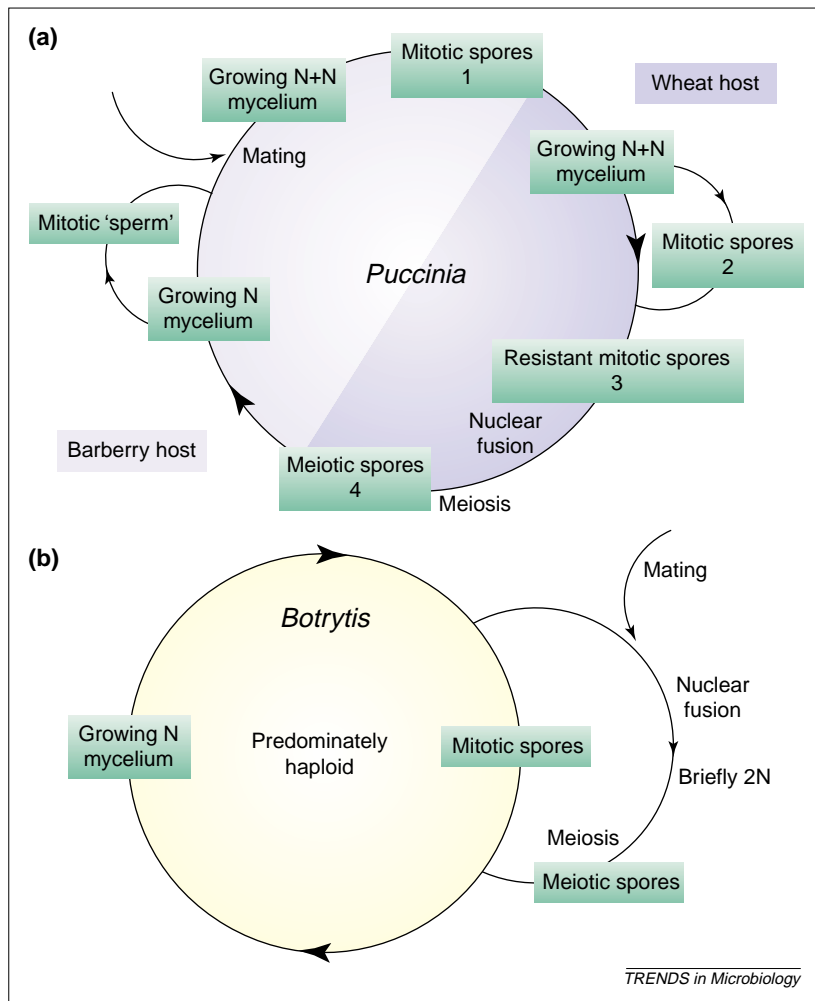 (a)
Mitotic spores
1
Growing N+N
mycelium
Wheat host
Mating
Growing N+N
mycelium
Mitotic ‘sperm’
Mitotic spores
2
Puccinia
Growing N
mycelium
Resistant mitotic spores
3
Nuclear
fusion
Barberry host
Meiotic spores
4
Meiosis
(b)
Mating
Botrytis
Nuclear
fusion
Growing N
mycelium
Predominately
haploid
Mitotic spores
Briefly 2N
Meiosis
Meiotic spores
TRENDS in Microbiology